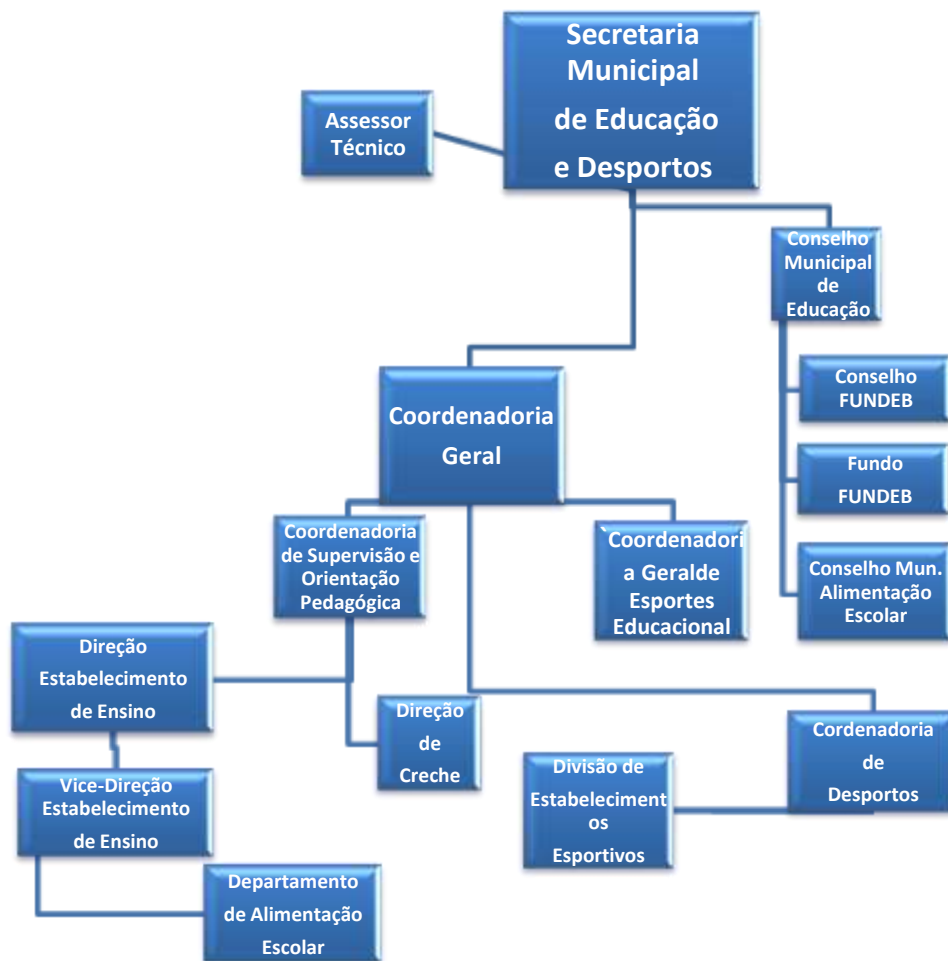 Secretaria
Municipal
de Educação
e Desportos
Assessor
Técnico
Conselho
Municipal
de
Educação
Conselho
FUNDEB
Coordenadoria
Geral
Fundo
FUNDEB
Coordenadoria
de Supervisão e
Orientação
Pedagógica
`Coordenadori
a Geralde
Esportes
Educacional
Conselho Mun.
Alimentação
Escolar
Direção
Estabelecimento
de Ensino
Direção
de
Creche
Cordenadoria
de
Desportos
Vice-Direção
Estabelecimento
de Ensino
Divisão de
Estabeleciment
os
Esportivos
Departamento
de Alimentação
Escolar